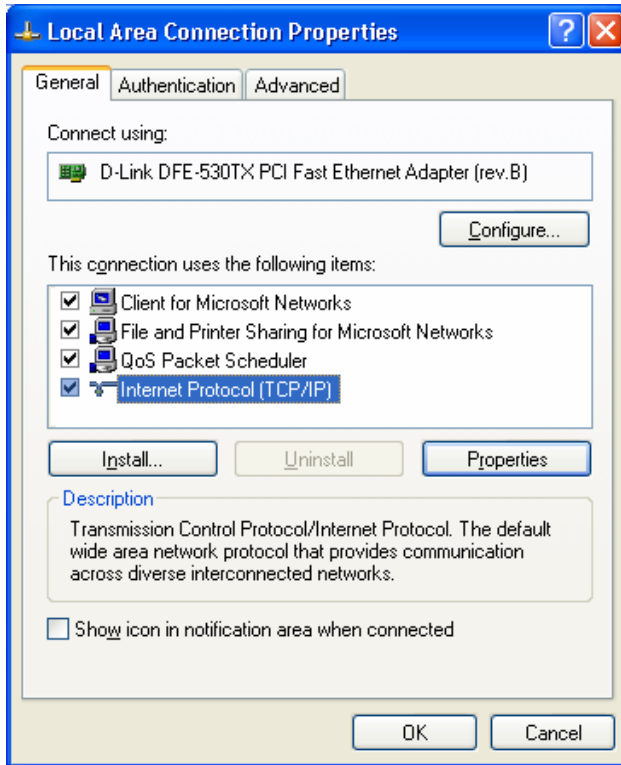 Local Area Connection Properties
?
General
Authentication
Advanced
Connect using:
D-Link DFE-530TX PCI Fast Ethernet Adapter (rev.B)
Configure...
This connection uses the following items:
Client for Microsoft Networks
File and Printer Sharing for Microsoft Networks
QoS Packet Scheduler
Internet Protocol (TCP/IP)
Install...
Uninstall
Properties
Description
Transmission Control Protocol/Internet Protocol. The default
wide area network protocol that provides communication
across diverse interconnected networks.
Show icon in notification area when connected
OK
Cancel